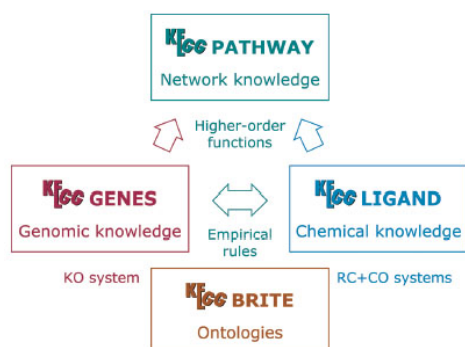 KEGG PATHWAY
Network knowledge
Higher-order
functions
KEGG GENES
Genomic knowledge
KEGG LIGAND
Chemical knowledge
Empirical
rules
KO system
RC+CO systems
KEGG BRITE
Ontologies